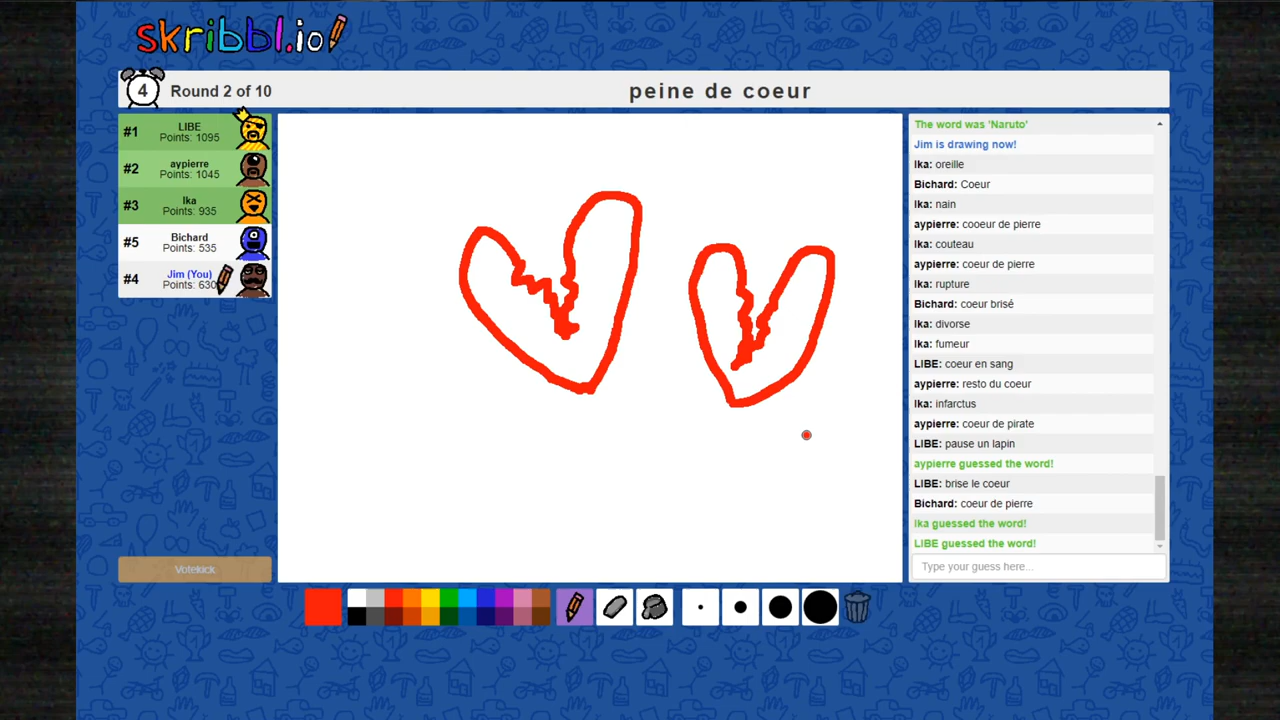 skribbl.io!
4
Round 2 of 10
peine de coeur
#1 LIBE
Points: 1095
#2 aypierre
Points: 1045
#3 Ika
Points: 935
#5 Bichard
Points: 535
#4 Jim (You)
Points: 630
Votekick
The word was 'Naruto'
Jim is drawing now!
Ika: oreille
Bichard: Coeur
Ika: nain
aypierre: cooeur de pierre
Ika: couteau
aypierre: coeur de pierre
Ika: rupture
Bichard: coeur brisé
Ika: divorse
Ika: fumeur
LIBE: coeur en sang
aypierre: resto du coeur
Ika: infarctus
aypierre: coeur de pirate
LIBE: pause un lapin
aypierre guessed the word!
LIBE: brise le coeur
Bichard: coeur de pierre
Ika guessed the word!
LIBE guessed the word!
Type your guess here...